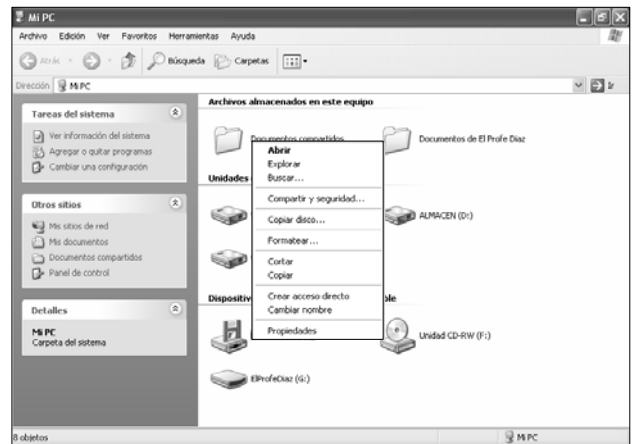 Mi PC
Archivo Edición Ver Favoritos Herramientas Ayuda
Atrás Búsqueda Carpetas
Dirección Mi PC Ir
Tareas del sistema
Ver información del sistema
Agregar o quitar programas
Cambiar una configuración
Otros sitios
Mis sitios de red
Mis documentos
Documentos compartidos
Panel de control
Detalles
Mi PC
Carpeta del sistema
Archivos almacenados en este equipo
Documentos compartidos
Documentos de El Profe Diaz
Unidades
ALMACEN (D:)
Dispositiv
ble
Unidad CD-RW (F:)
ElProfeDiaz (G:)
Abrir
Explorar
Buscar...
Compartir y seguridad...
Copiar disco...
Formatear...
Cortar
Copiar
Crear acceso directo
Cambiar nombre
Propiedades
8 objetos
Mi PC